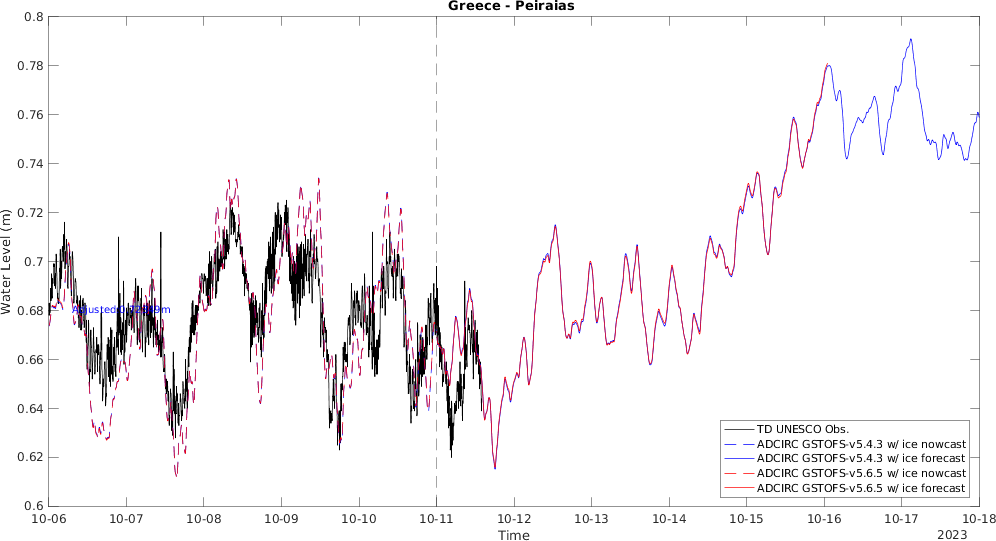 Greece - Peiraias
0.8
0.78
0.76
0.74
0.72
0.7
0.68
0.66
0.64
0.62
0.6
Water Level (m)
TD UNESCO Obs.
ADCIRC GSTOFS-v5.4.3 w/ ice nowcast
ADCIRC GSTOFS-v5.4.3 w/ ice forecast
ADCIRC GSTOFS-v5.6.5 w/ ice nowcast
ADCIRC GSTOFS-v5.6.5 w/ ice forecast
10-06 10-07 10-08 10-09 10-10 10-11 10-12 10-13 10-14 10-15 10-16 10-17 10-18
Time
2023